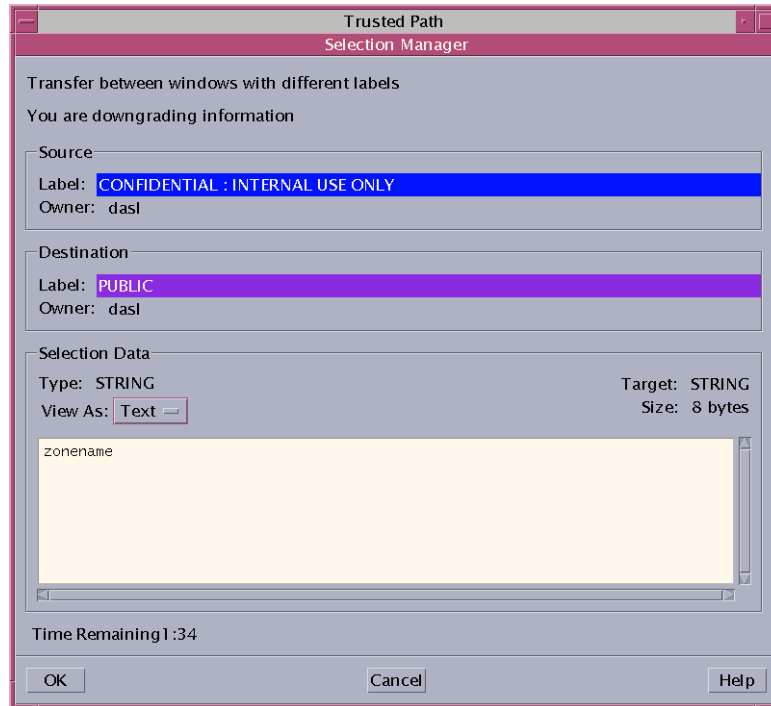 Trusted Path
Selection Manager
Transfer between windows with different labels
You are downgrading information
Source
Label: CONFIDENTIAL : INTERNAL USE ONLY
Owner: dasl
Destination
Label: PUBLIC
Owner: dasl
Selection Data
Type: STRING Target: STRING
View As: Text Size: 8 bytes
zonename
Time Remaining1:34
OK Cancel Help